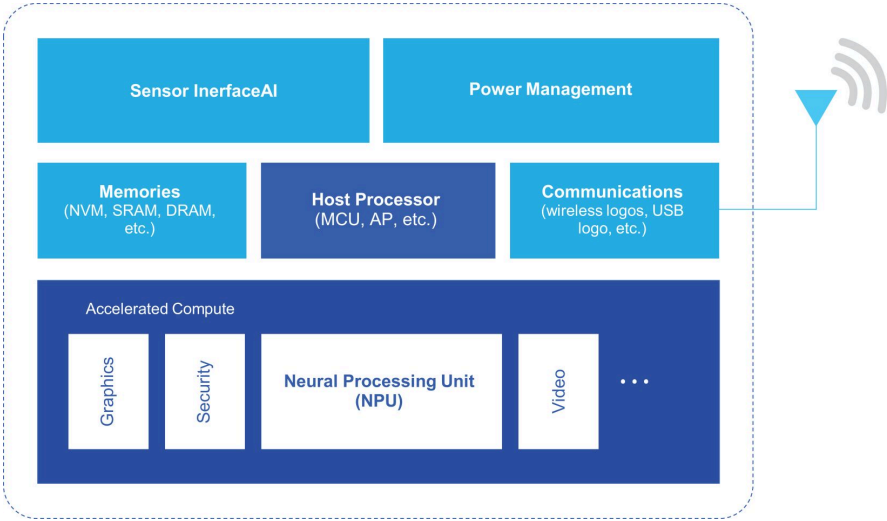 Sensor InerfaceAI
Power Management
Memories
(NVM, SRAM, DRAM,
etc.)
Host Processor
(MCU, AP, etc.)
Communications
(wireless logos, USB
logo, etc.)
Accelerated Compute
Graphics
Security
Neural Processing Unit
(NPU)
Video
...